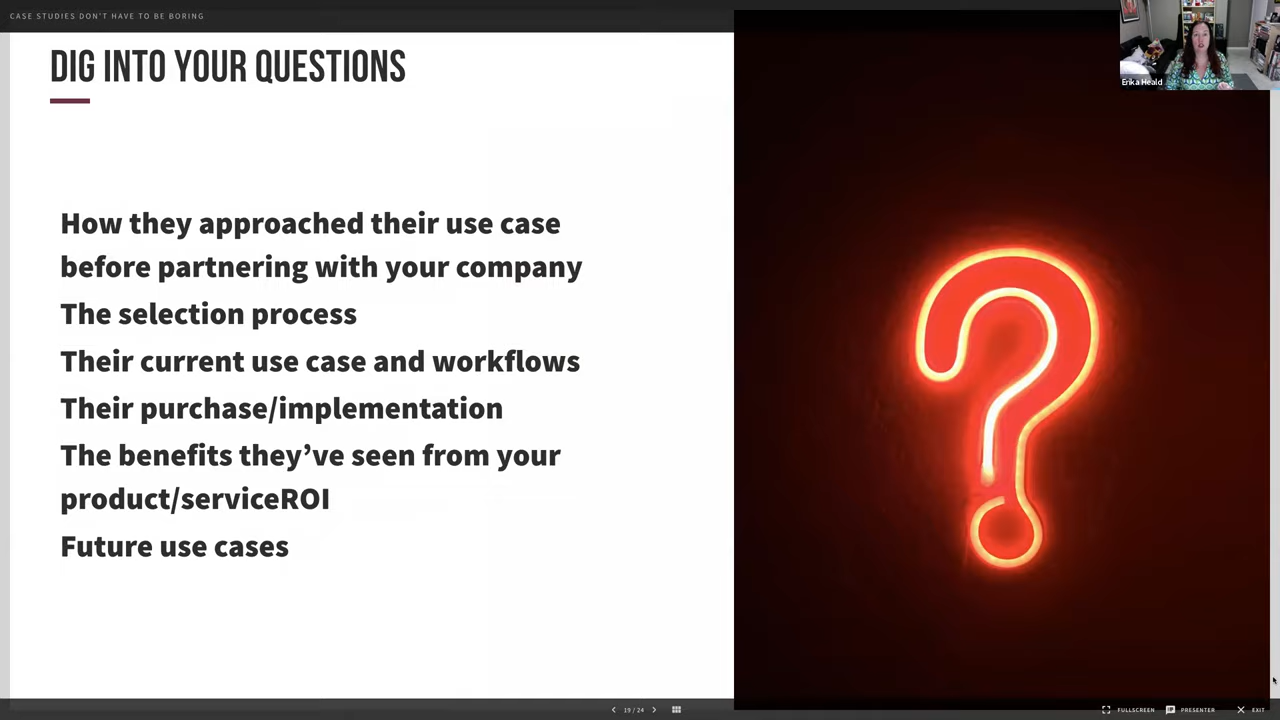 CASE STUDIES DON'T HAVE TO BE BORING
DIG INTO YOUR QUESTIONS
Erika Heald
How they approached their use case
before partnering with your company
The selection process
Their current use case and workflows
Their purchase/implementation
The benefits they’ve seen from your
product/serviceROI
Future use cases
19 / 24
FULLSCREEN
PRESENTER
EXIT